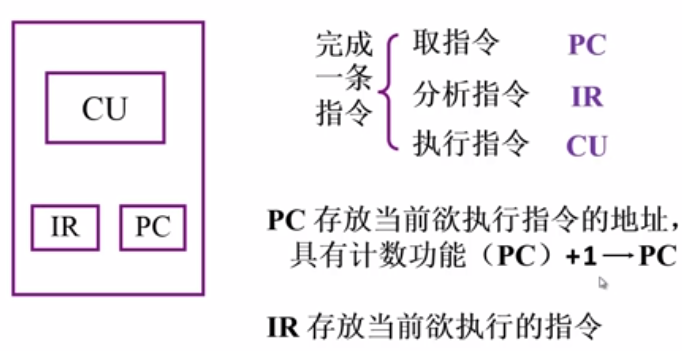 CU
IR
PC
完成
一条
指令
取指令 PC
分析指令 IR
执行指令 CU
PC 存放当前欲执行指令的地址，
具有计数功能（PC）+1→PC
IR 存放当前欲执行的指令